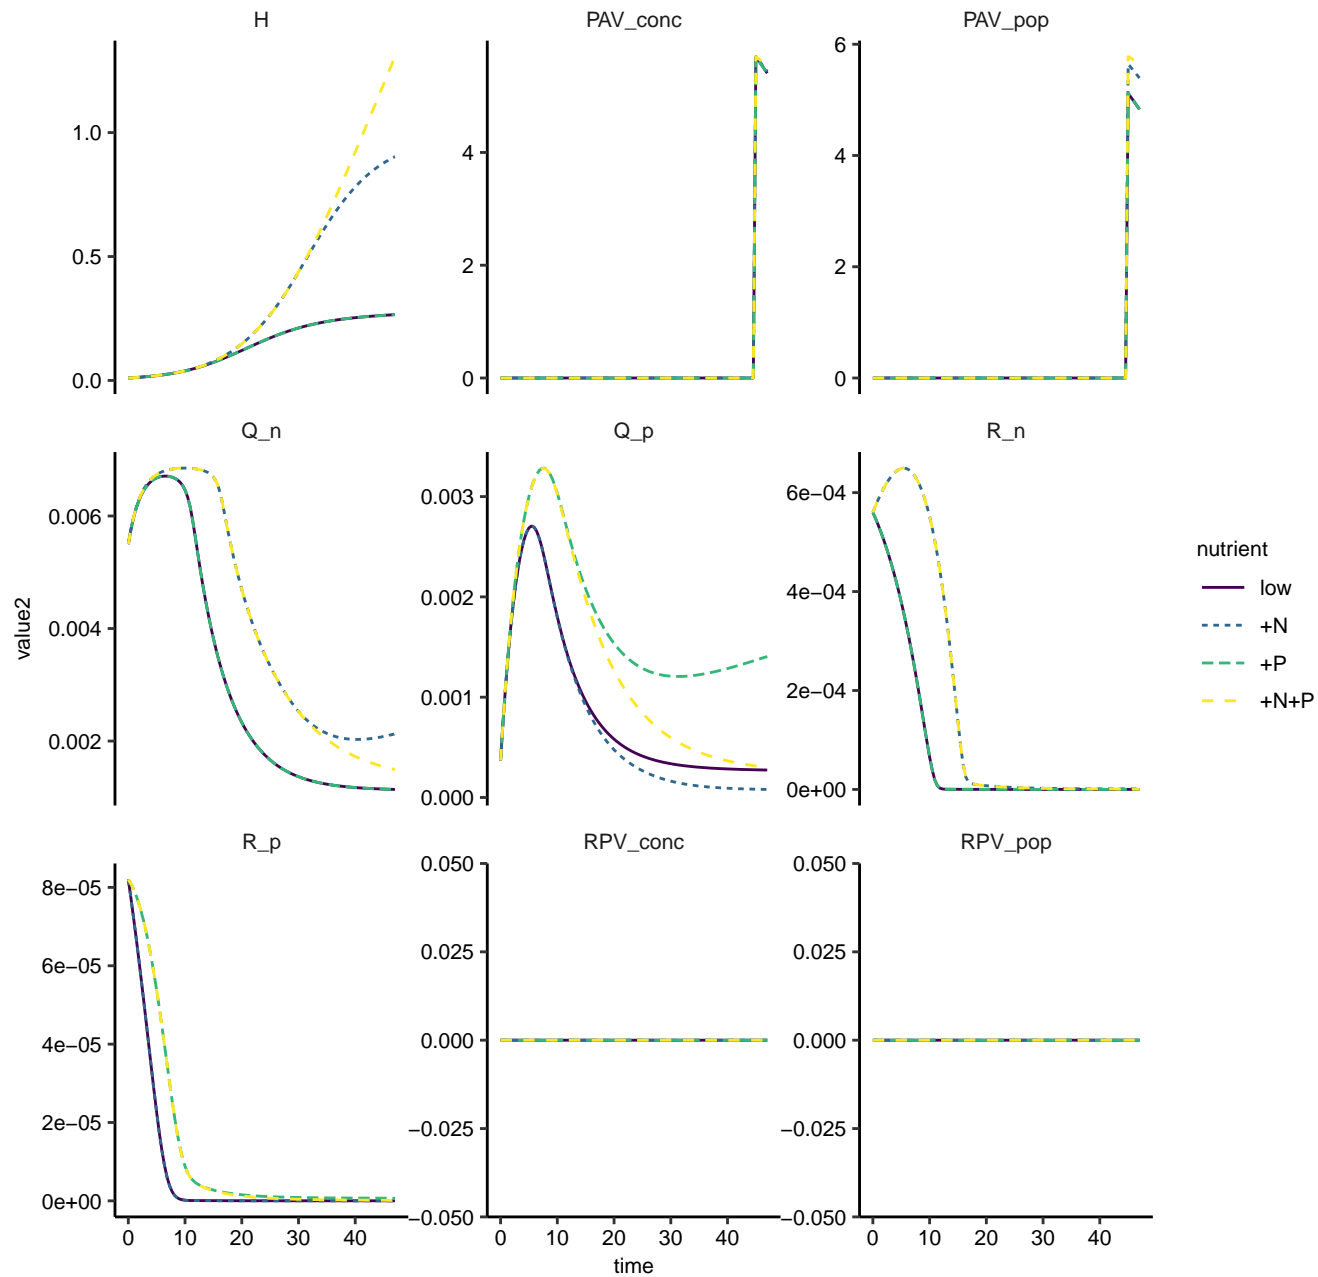 H
PAV_conc
PAV_pop
1.0
0.5
0.0
4
2
0
6
4
2
0
Q_n
Q_p
R_n
0.006
0.004
0.002
0.003
0.002
0.001
0.000
6e−04
4e−04
2e−04
0e+00
R_p
RPV_conc
RPV_pop
8e−05
6e−05
4e−05
2e−05
0e+00
0.050
0.025
0.000
−0.025
−0.050
0.050
0.025
0.000
−0.025
−0.050
0 10 20 30 40
0 10 20 30 40
0 10 20 30 40
time
value2
nutrient
low
+N
+P
+N+P